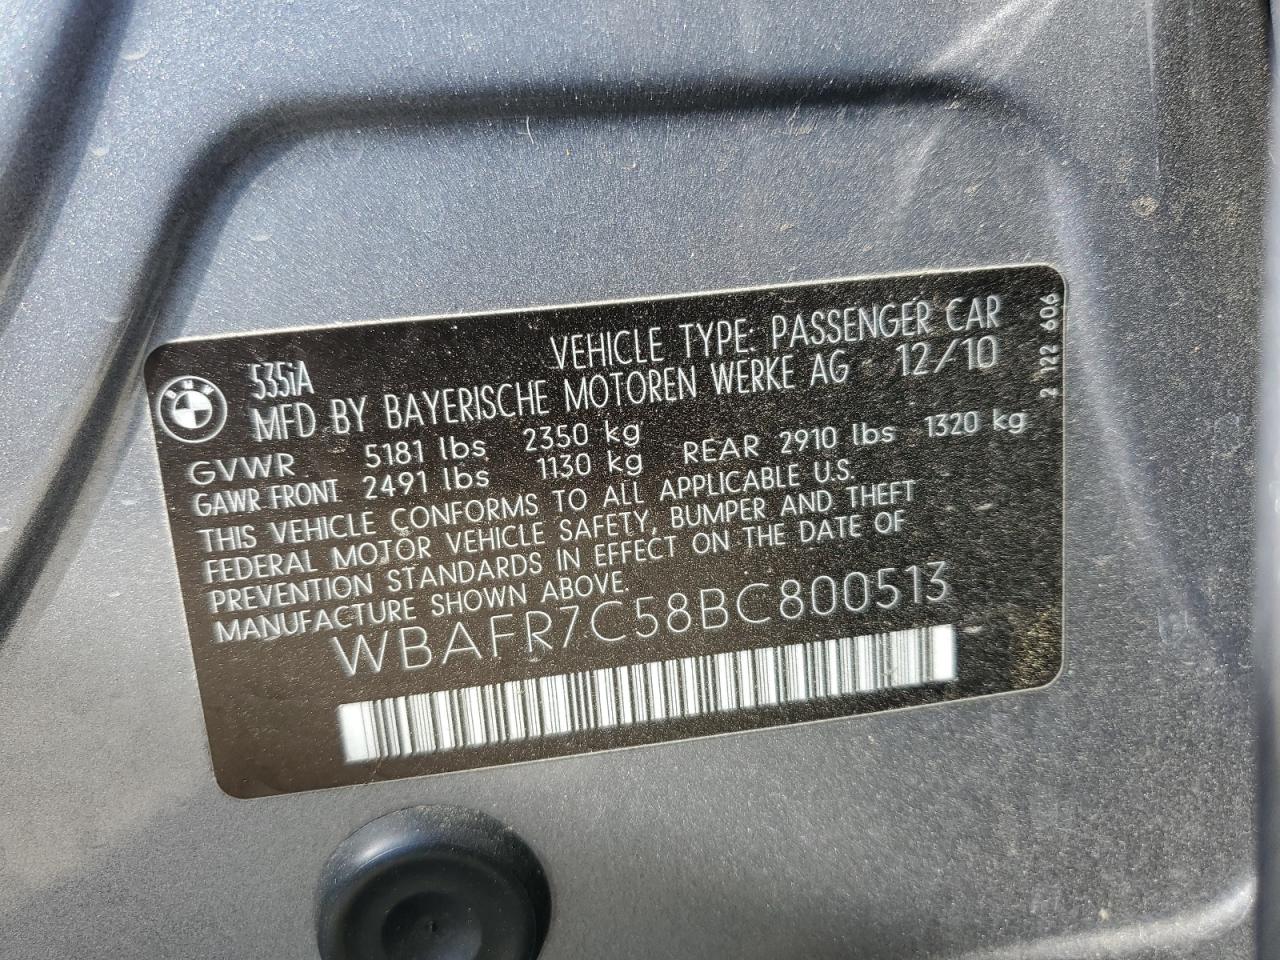 535iA VEHICLE TYPE: PASSENGER CAR
MFD BY BAYERISCHE MOTOREN WERKE AG 12/10
GVWR 5181 lbs 2350 kg
GAWR FRONT 2491 lbs 1130 kg REAR 2910 lbs 1320 kg
THIS VEHICLE CONFORMS TO ALL APPLICABLE U.S.
FEDERAL MOTOR VEHICLE SAFETY, BUMPER AND THEFT
PREVENTION STANDARDS IN EFFECT ON THE DATE OF
MANUFACTURE SHOWN ABOVE.
WBAFR7C58BC800513
2 122 606
BMW